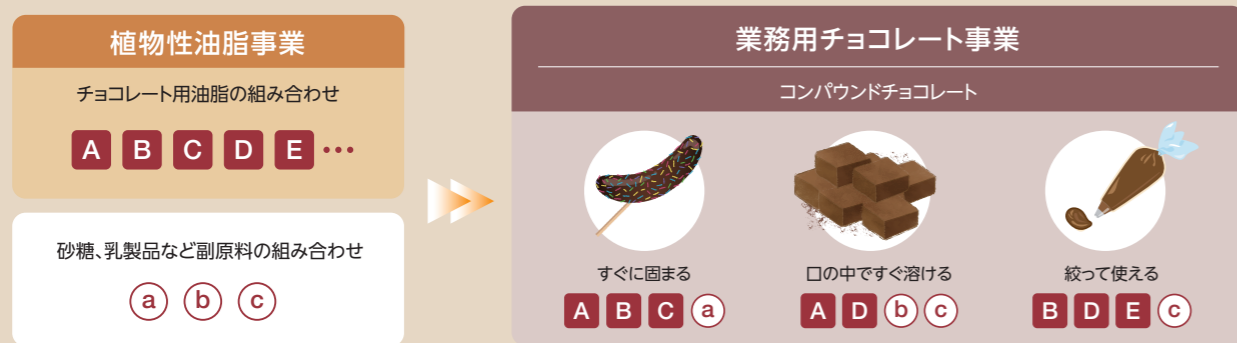 植物性油脂事業
チョコレート用油脂の組み合わせ
A B C D E …
砂糖、乳製品など副原料の組み合わせ
a b c
業務用チョコレート事業
コンパウンドチョコレート
すぐに固まる
A B C a
口の中ですぐ溶ける
A D b c
絞って使える
B D E c